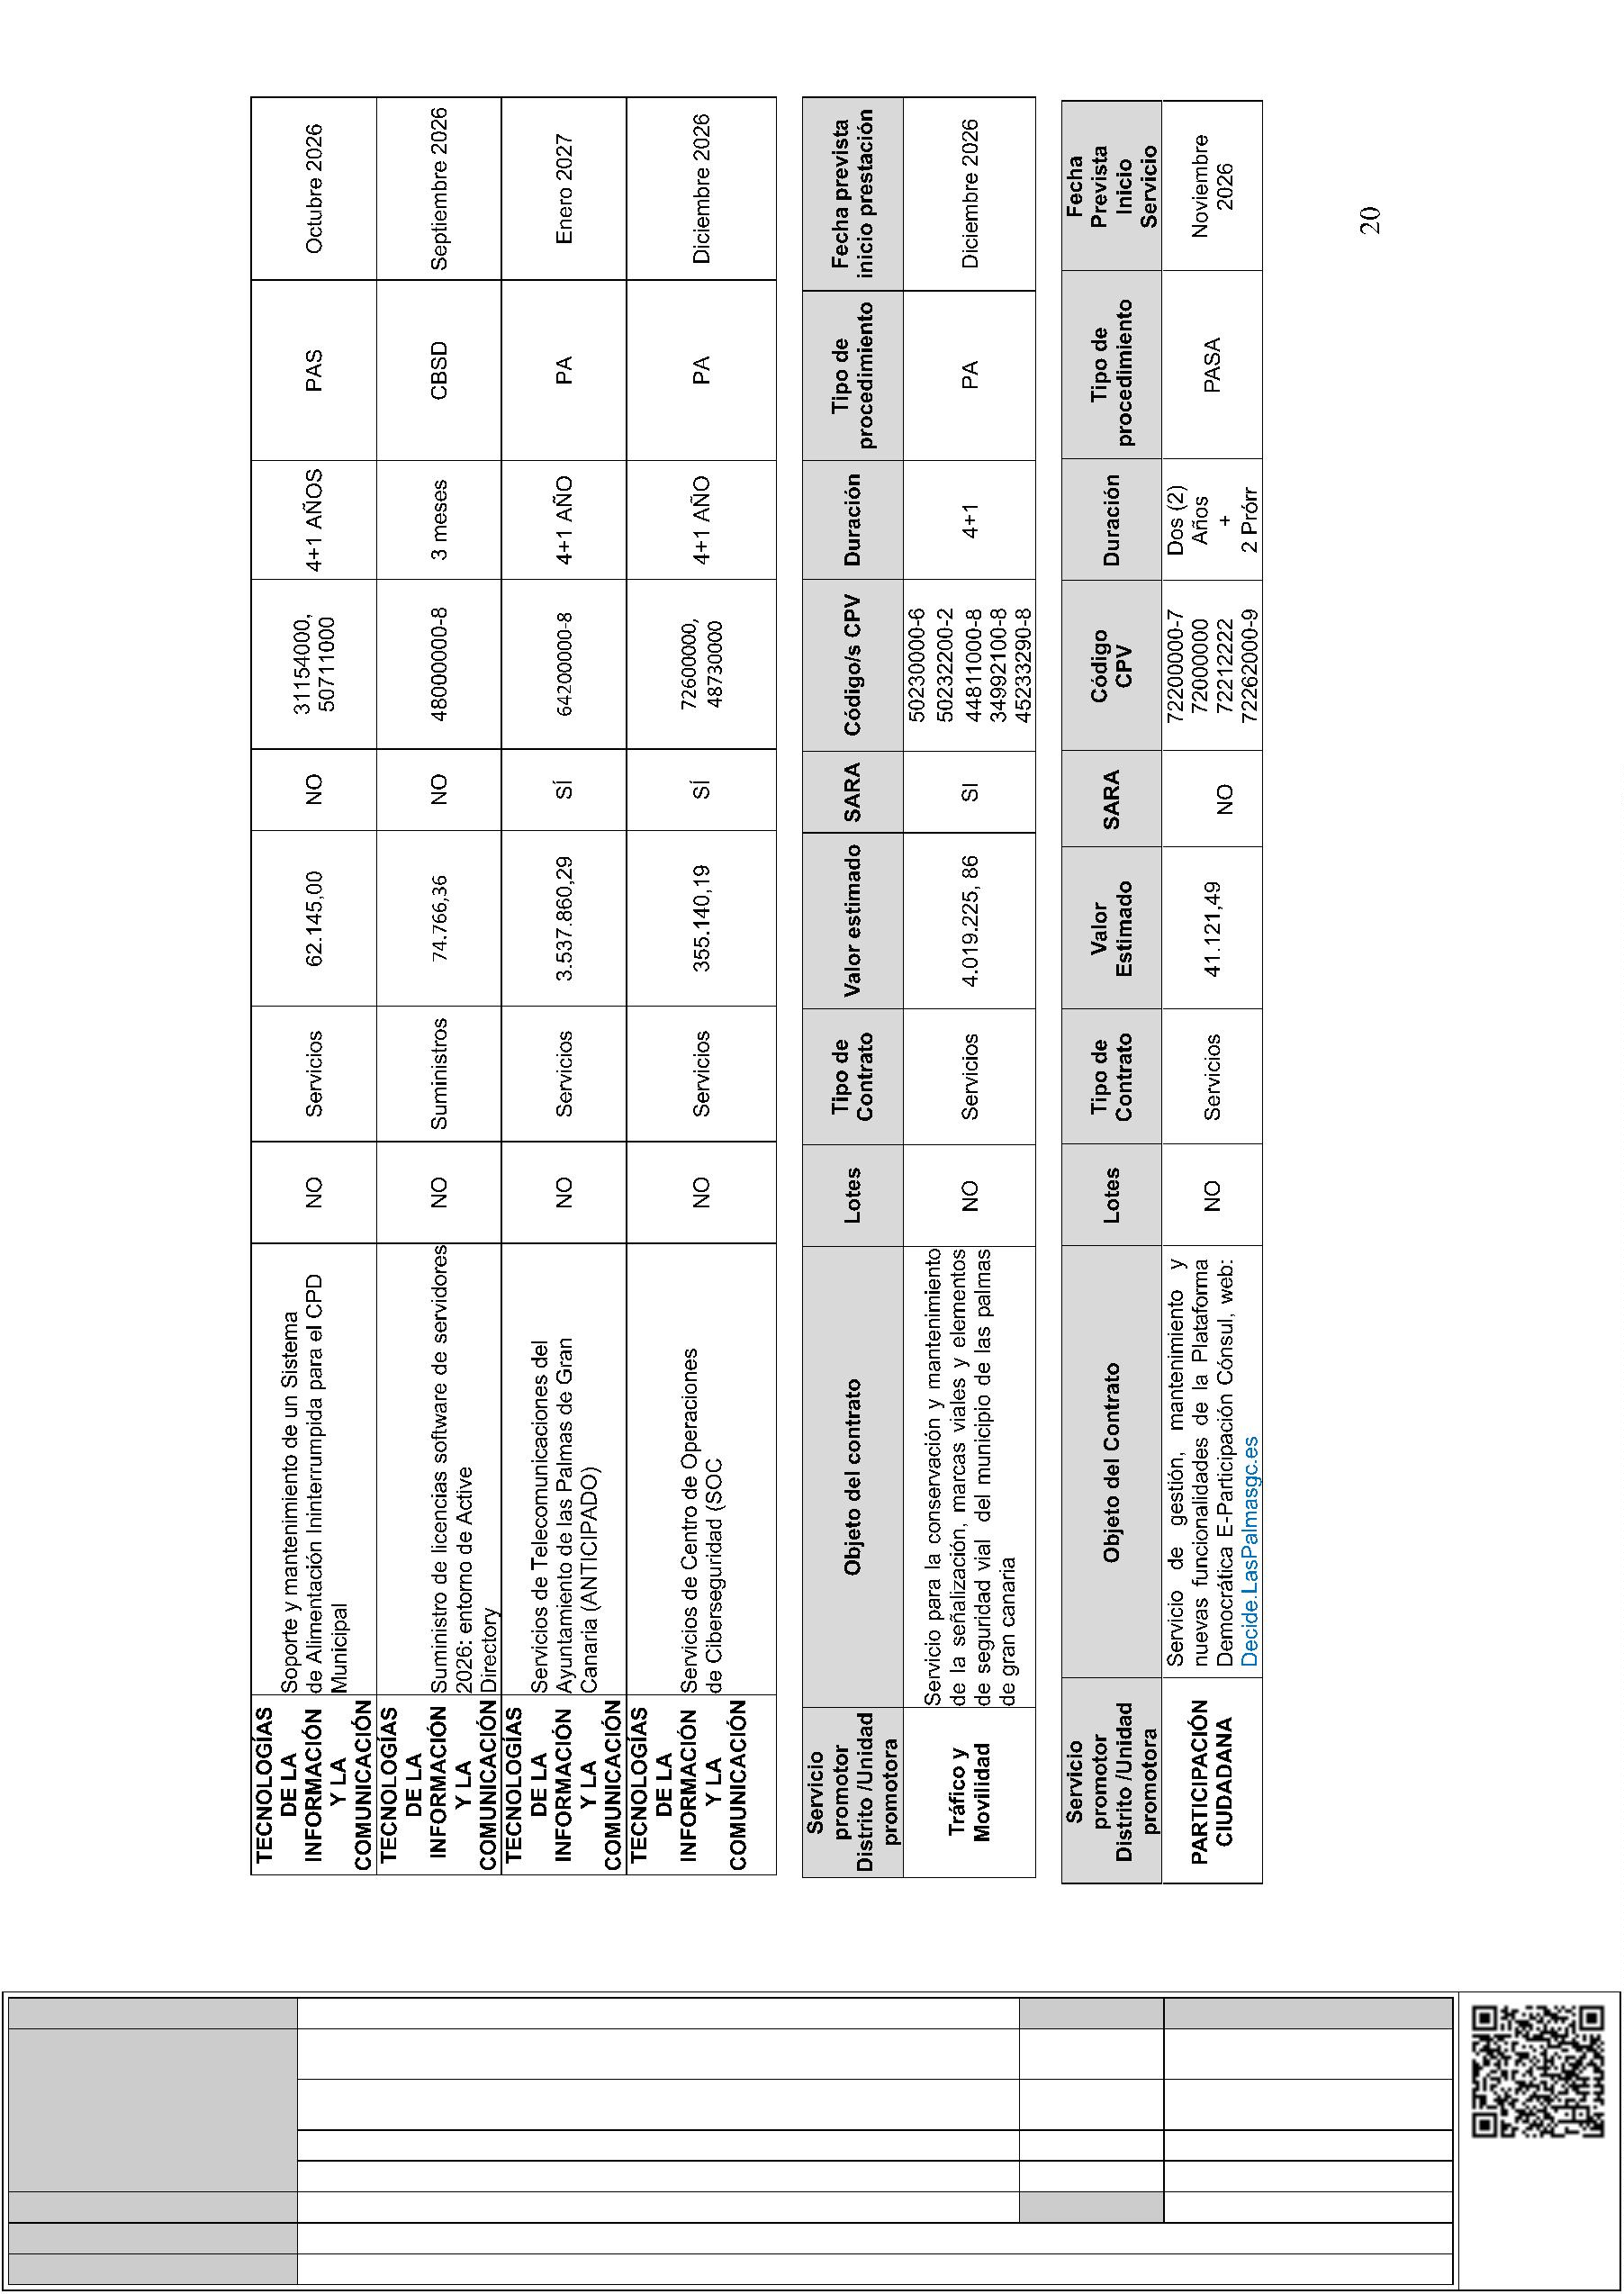 TECNOLOGÍAS
DE LA
INFORMACIÓN
Y LA
COMUNICACIÓN
Soporte y mantenimiento de un Sistema
de Alimentación Ininterrumpida para el CPD
Municipal
NO
Servicios
62.145,00
NO
31154000,
50711000
4+1 AÑOS
PAS
Octubre 2026
TECNOLOGÍAS
DE LA
INFORMACIÓN
Y LA
COMUNICACIÓN
Suministro de licencias software de servidores
2026: entorno de Active
Directory
NO
Suministros
74.766,36
NO
48000000-8
3 meses
CBSD
Septiembre 2026
TECNOLOGÍAS
DE LA
INFORMACIÓN
Y LA
COMUNICACIÓN
Servicios de Telecomunicaciones del
Ayuntamiento de las Palmas de Gran
Canaria (ANTICIPADO)
NO
Servicios
3.537.860,29
SÍ
64200000-8
4+1 AÑO
PA
Enero 2027
TECNOLOGÍAS
DE LA
INFORMACIÓN
Y LA
COMUNICACIÓN
Servicios de Centro de Operaciones
de Ciberseguridad (SOC
NO
Servicios
355.140,19
SÍ
72600000,
48730000
4+1 AÑO
PA
Diciembre 2026
Servicio
promotor
Distrito /Unidad
promotora
Objeto del contrato
Lotes
Tipo de
Contrato
Valor estimado
SARA
Código/s CPV
Duración
Tipo de
procedimiento
Fecha prevista
inicio prestación
Tráfico y
Movilidad
Servicio para la conservación y mantenimiento
de la señalización, marcas viales y elementos
de seguridad vial del municipio de las palmas
de gran canaria
NO
Servicios
4.019.225, 86
SI
50230000-6
50232200-2
44811000-8
34992100-8
45233290-8
4+1
PA
Diciembre 2026
Servicio
promotor
Distrito /Unidad
promotora
Objeto del Contrato
Lotes
Tipo de
Contrato
Valor
Estimado
SARA
Código
CPV
Duración
Tipo de
procedimiento
Fecha
Prevista
Inicio
Servicio
PARTICIPACIÓN
CIUDADANA
Servicio de gestión, mantenimiento y
nuevas funcionalidades de la Plataforma
Democrática E-Participación Cónsul, web:
Decide.LasPalmasgc.es
NO
Servicios
41.121,49
NO
72200000-7
72000000
72212222
72262000-9
Dos (2)
Años
+
2 Prórr
PASA
Noviembre
2026
20